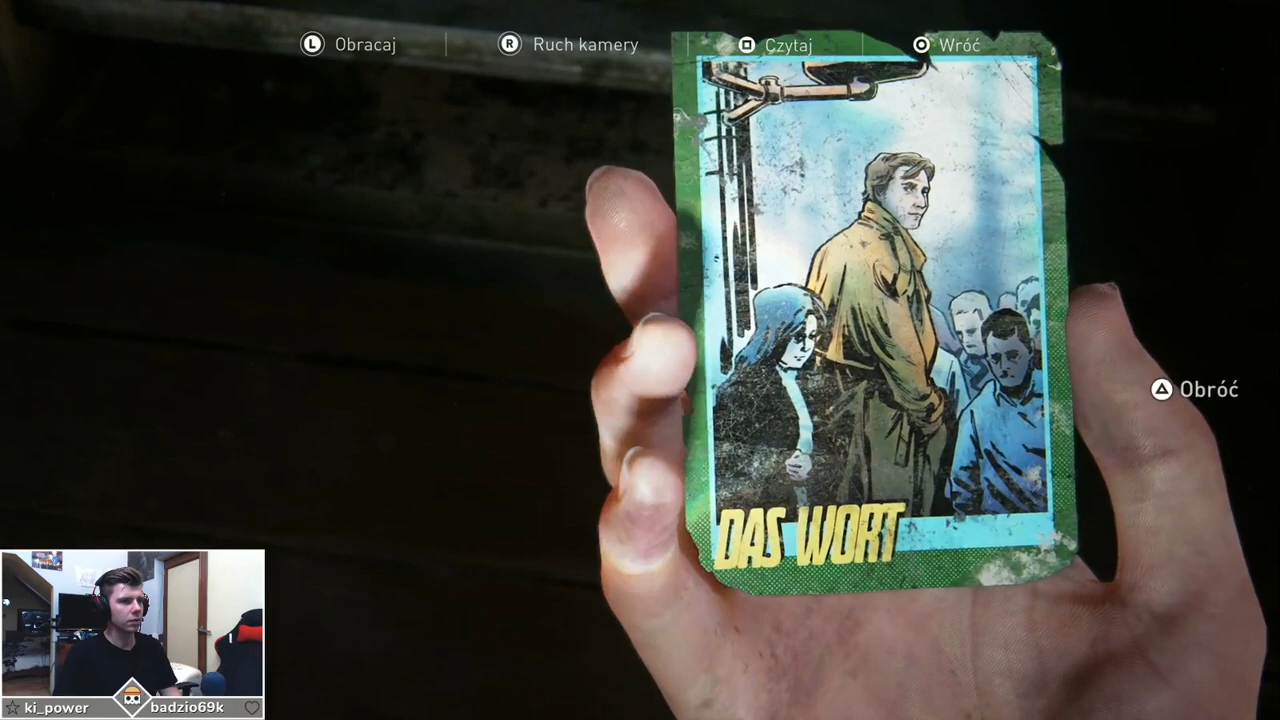 L Obracaj
R Ruch kamery
Czytaj
Wróć
Obróć
DAS WORT
ki_power
badzio69k